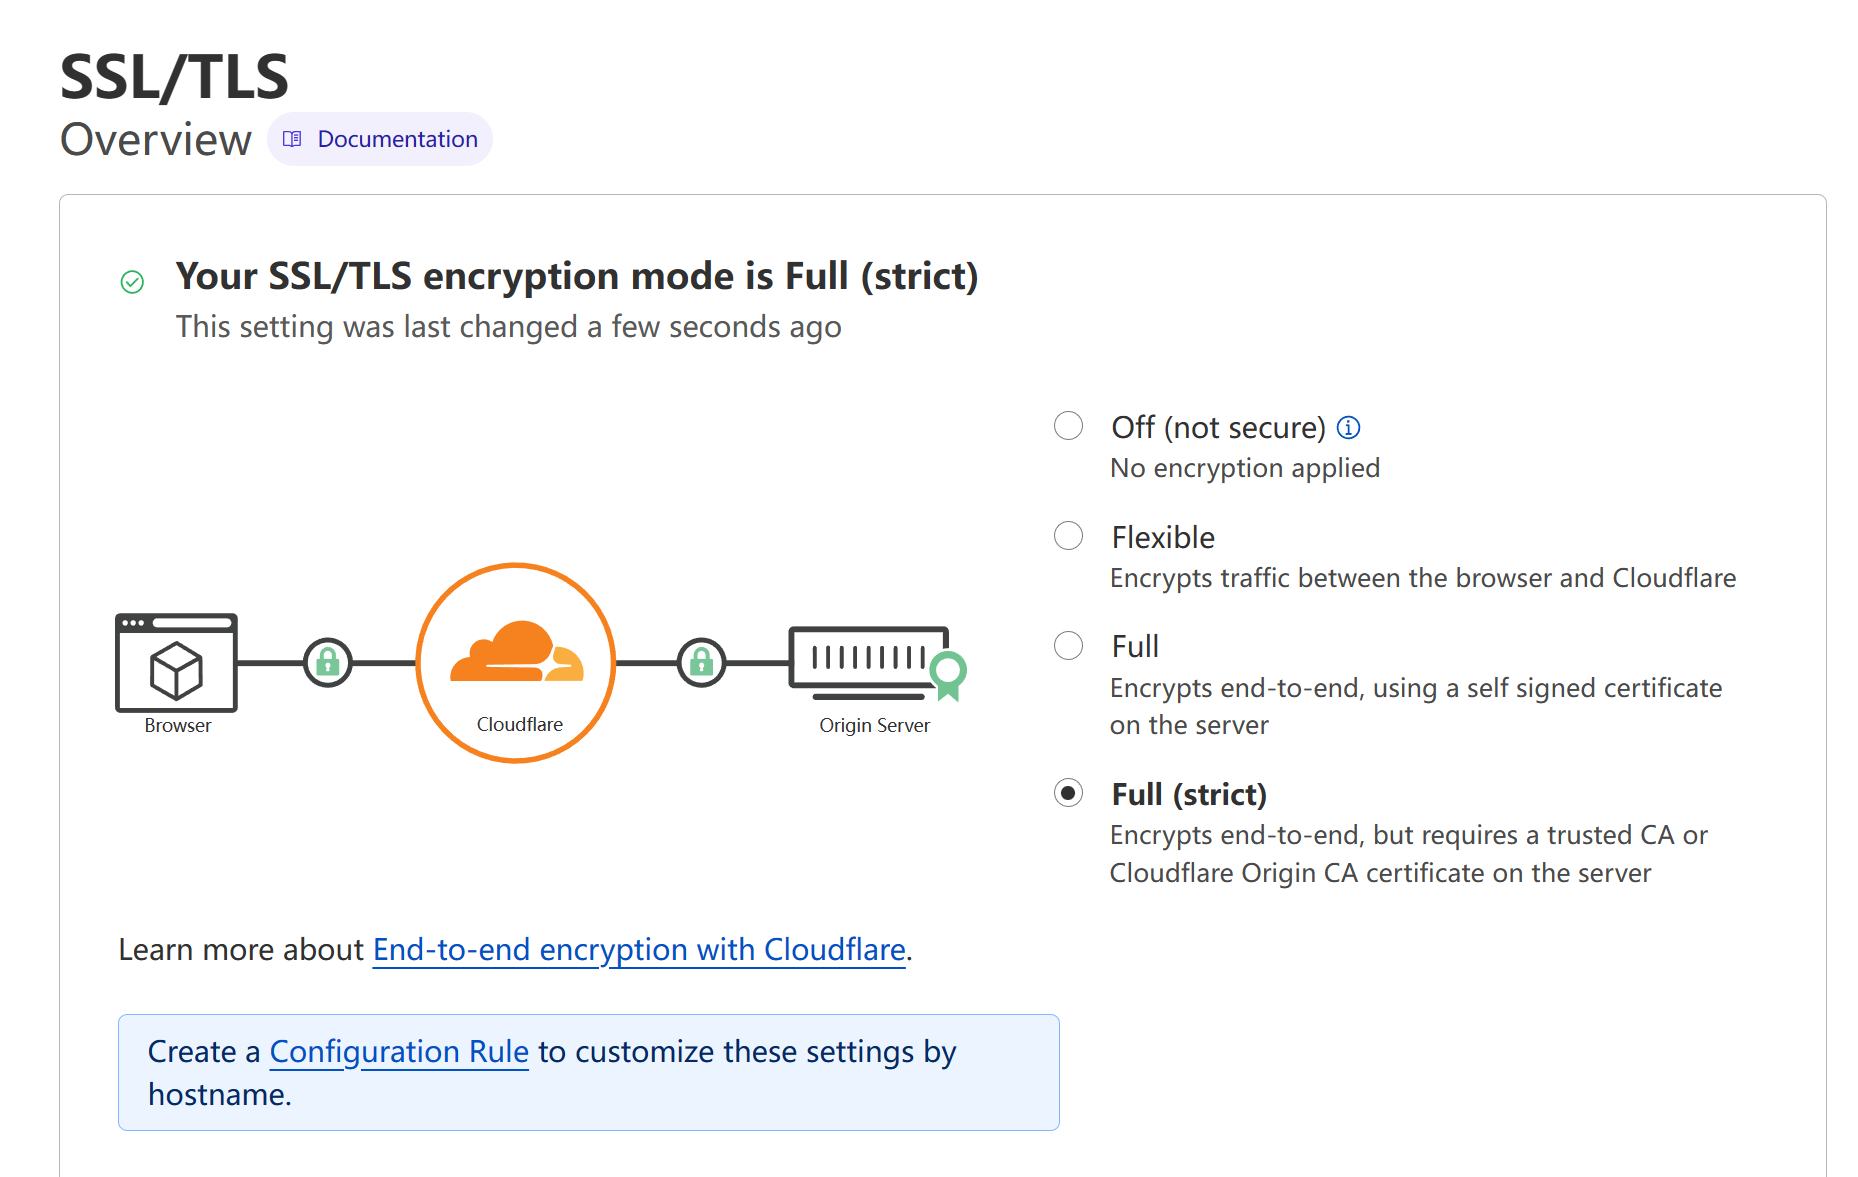 SSL/TLS
Overview
Documentation
Your SSL/TLS encryption mode is Full (strict)
This setting was last changed a few seconds ago
Browser
Cloudflare
Origin Server
Off (not secure)
No encryption applied
Flexible
Encrypts traffic between the browser and Cloudflare
Full
Encrypts end-to-end, using a self signed certificate
on the server
Full (strict)
Encrypts end-to-end, but requires a trusted CA or
Cloudflare Origin CA certificate on the server
Learn more about End-to-end encryption with Cloudflare.
Create a Configuration Rule to customize these settings by
hostname.